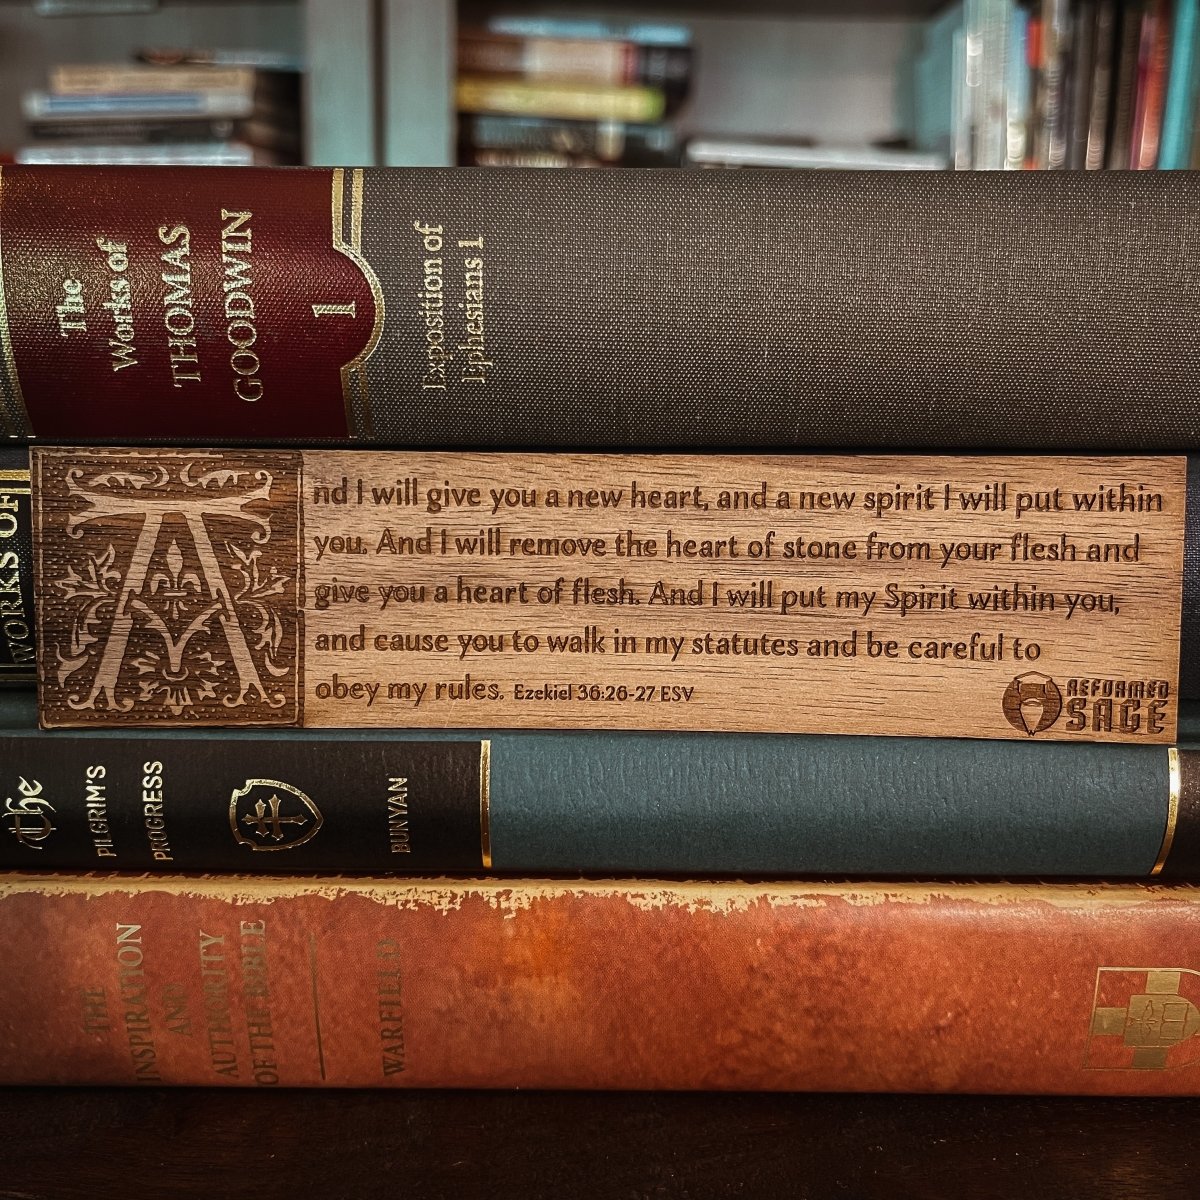 The
Works of
THOMAS
GOODWIN
1
Exposition of
Ephesians 1
WORKS OF
And I will give you a new heart, and a new spirit I will put within
you. And I will remove the heart of stone from your flesh and
give you a heart of flesh. And I will put my Spirit within you,
and cause you to walk in my statutes and be careful to
obey my rules. Ezekiel 36:26-27 ESV
REFORMED
SAGE
The
PILGRIM'S
PROGRESS
BUNYAN
THE
INSPIRATION
AND
AUTHORITY
OF THE BIBLE
WARFIELD